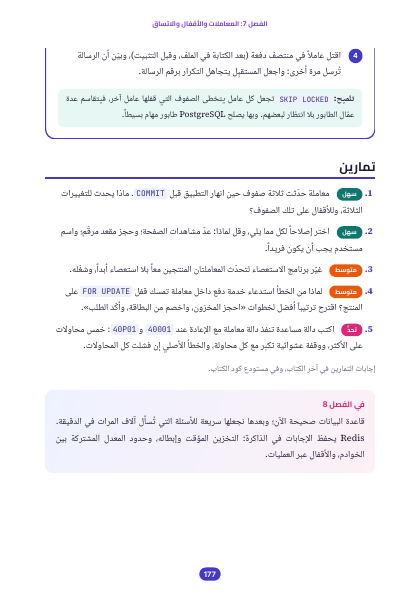 الفصل 7: المعاملات والأقفال والاتساق
4 اقتل عاملاً في منتصف دفعة (بعد الكتابة في الملف، وقبل التثبيت)، وبيّن أن الرسالة
تُرسل مرة أخرى؛ واجعل المستقبِل يتجاهل التكرار برقم الرسالة.
تلميح: SKIP LOCKED تجعل كل عامل يتخطى الصفوف التي قفلها عامل آخر، فيتقاسم عدة
عمّال الطابور بلا انتظار لبعضهم. وبها يصلح PostgreSQL طابور مهام بسيطاً.
تمارين
1. سهل معاملة حدّثت ثلاثة صفوف حين انهار التطبيق قبل COMMIT. ماذا يحدث للتغييرات
الثلاثة، وللأقفال على تلك الصفوف؟
2. سهل اختر إصلاحاً لكل مما يلي، وقل لماذا: عدّ مشاهدات الصفحة؛ وحجز مقعد مرقّم؛ واسم
مستخدم يجب أن يكون فريداً.
3. متوسط غيّر برنامج الاستعصاء لتحدّث المعاملتان المنتجين معاً بلا استعصاء أبداً، وشغّله.
4. متوسط لماذا من الخطأ استدعاء خدمة دفع داخل معاملة تمسك قفل FOR UPDATE على
المنتج؟ اقترح ترتيباً أفضل لخطوات «احجز المخزون، واخصم من البطاقة، وأكّد الطلب».
5. تحدٍّ اكتب دالة مساعدة تنفذ دالة معاملة مع الإعادة عند 40001 و40P01: خمس محاولات
على الأكثر، ووقفة عشوائية تكبر مع كل محاولة، والخطأ الأصلي إن فشلت كل المحاولات.
إجابات التمارين في آخر الكتاب، وفي مستودع كود الكتاب.
في الفصل 8
قاعدة البيانات صحيحة الآن؛ وبعدها نجعلها سريعة للأسئلة التي تُسأل آلاف المرات في الدقيقة.
Redis يحفظ الإجابات في الذاكرة: التخزين المؤقت وإبطاله، وحدود المعدل المشتركة بين
الخوادم، والأقفال عبر العمليات.
177